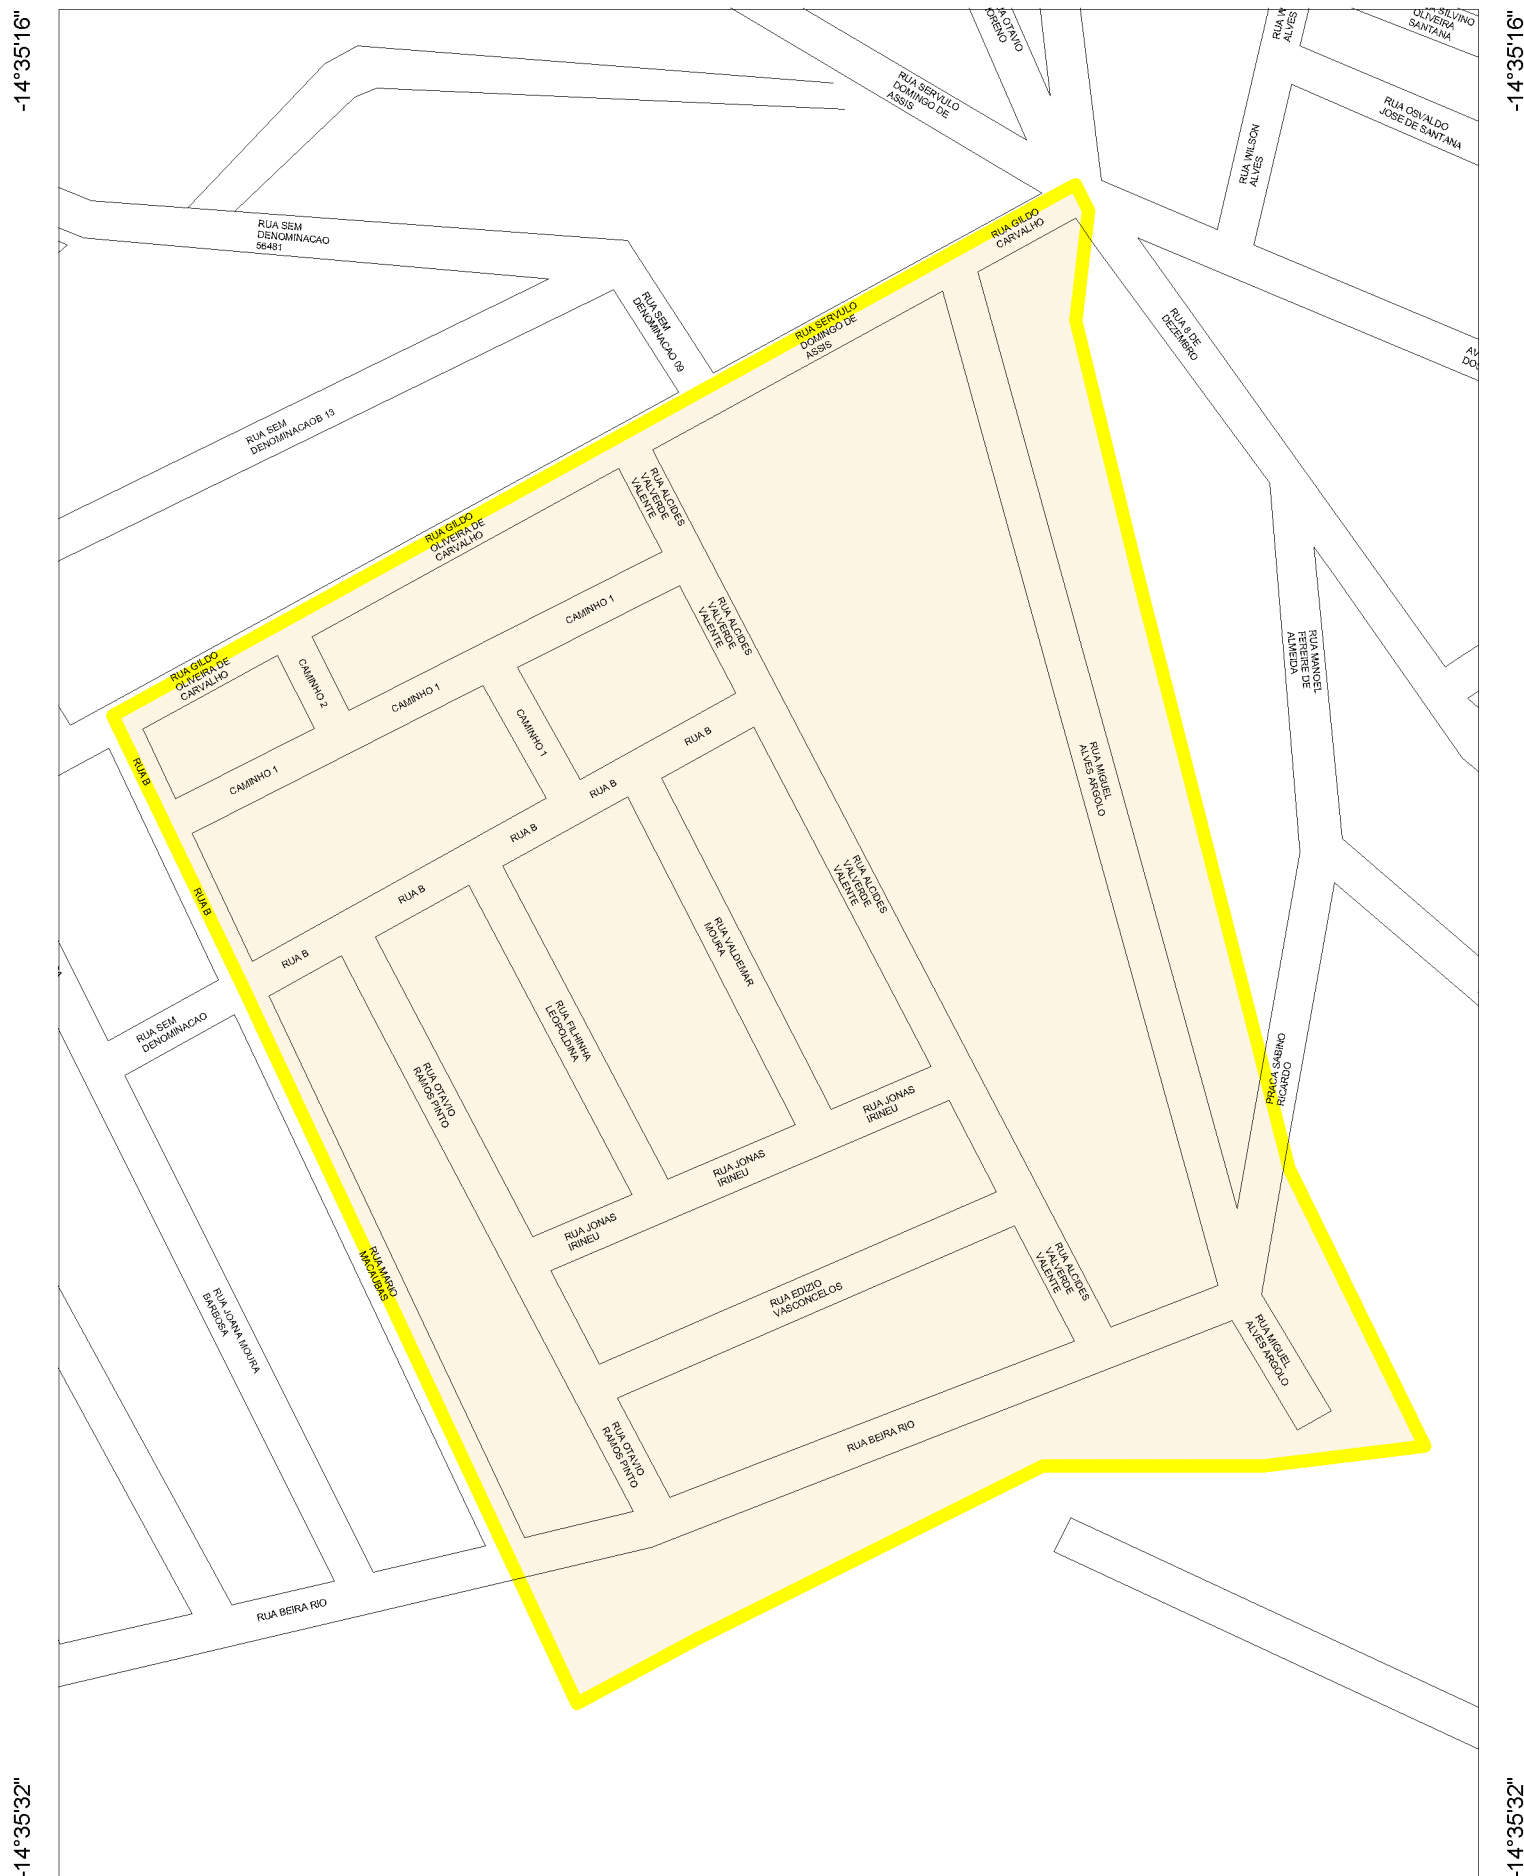 -14°35'16"
-14°35'16"
RUA SERVULO
DOMINGO DE
ASSIS
SILVINO
OLIVEIRA
SANTANA
ALVES
RUA OSVALDO
JOSE DE SANTANA
RUA WILSON
ALVES
RUA SEM
DENOMINACAO
56481
RUA GILDO
CARVALHO
RUA SEM
DENOMINACAO 09
RUA SERVULO
DOMINGO DE
ASSIS
RUA 8 DE
DEZEMBRO
RUA SEM
DENOMINACAOB 13
RUA ALCIDES
VALVERDE
VALENTE
RUA GILDO
OLIVEIRA DE
CARVALHO
CAMINHO 1
RUA ALCIDES
VALVERDE
VALENTE
RUA MANOEL
PEREIRE DE
ALMEIDA
RUA GILDO
OLIVEIRA DE
CARVALHO
CAMINHO 2
CAMINHO 1
CAMINHO 1
RUA B
RUA MIGUEL
ALVES ARGOLO
RUA B
CAMINHO 1
RUA B
RUA B
RUA B
RUA B
RUA ALCIDES
VALVERDE
VALENTE
RUA B
RUA VALDEMAR
MOURA
RUA SEM
DENOMINACAO
RUA FILHINHA
LEOPOLDINA
RUA OTAVIO
RAMOS PINTO
PRACA SABINO
RICARDO
RUA JONAS
IRINEU
RUA JONAS
IRINEU
RUA JONAS
IRINEU
RUA MARIO
MACAUBAS
RUA EDIZIO
VASCONCELOS
RUA ALCIDES
VALVERDE
VALENTE
RUA JOANA MOURA
BARBOSA
RUA MIGUEL
ALVES ARGOLO
RUA OTAVIO
RAMOS PINTO
RUA BEIRA RIO
RUA BEIRA RIO
-14°35'32"
-14°35'32"